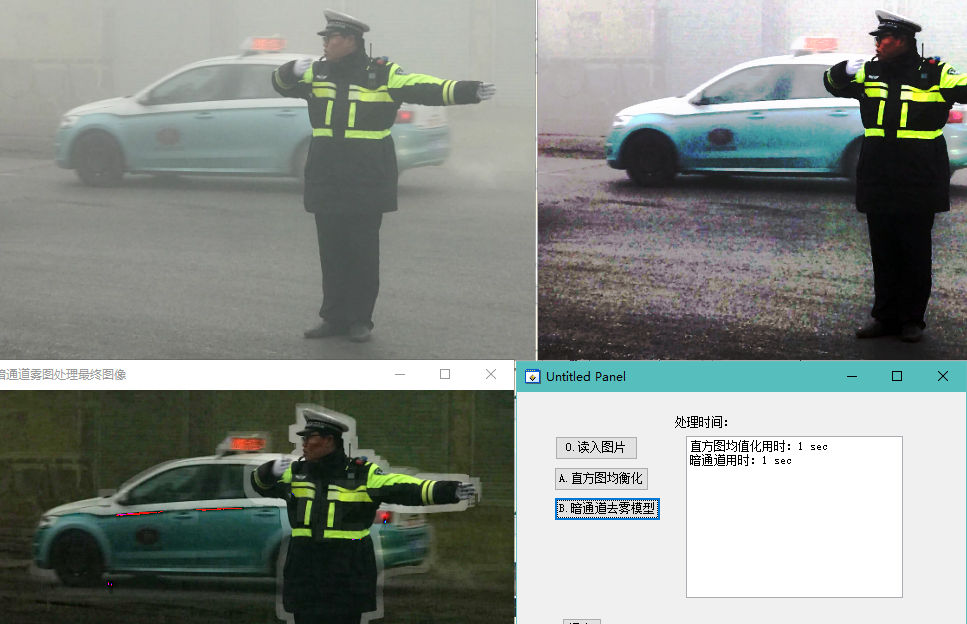 暗通道雾图处理最终图像
Untitled Panel
处理时间:
0.读入图片
A.直方图均衡化
B.暗通道去雾模型
直方图均值化用时: 1 sec
暗通道用时: 1 sec